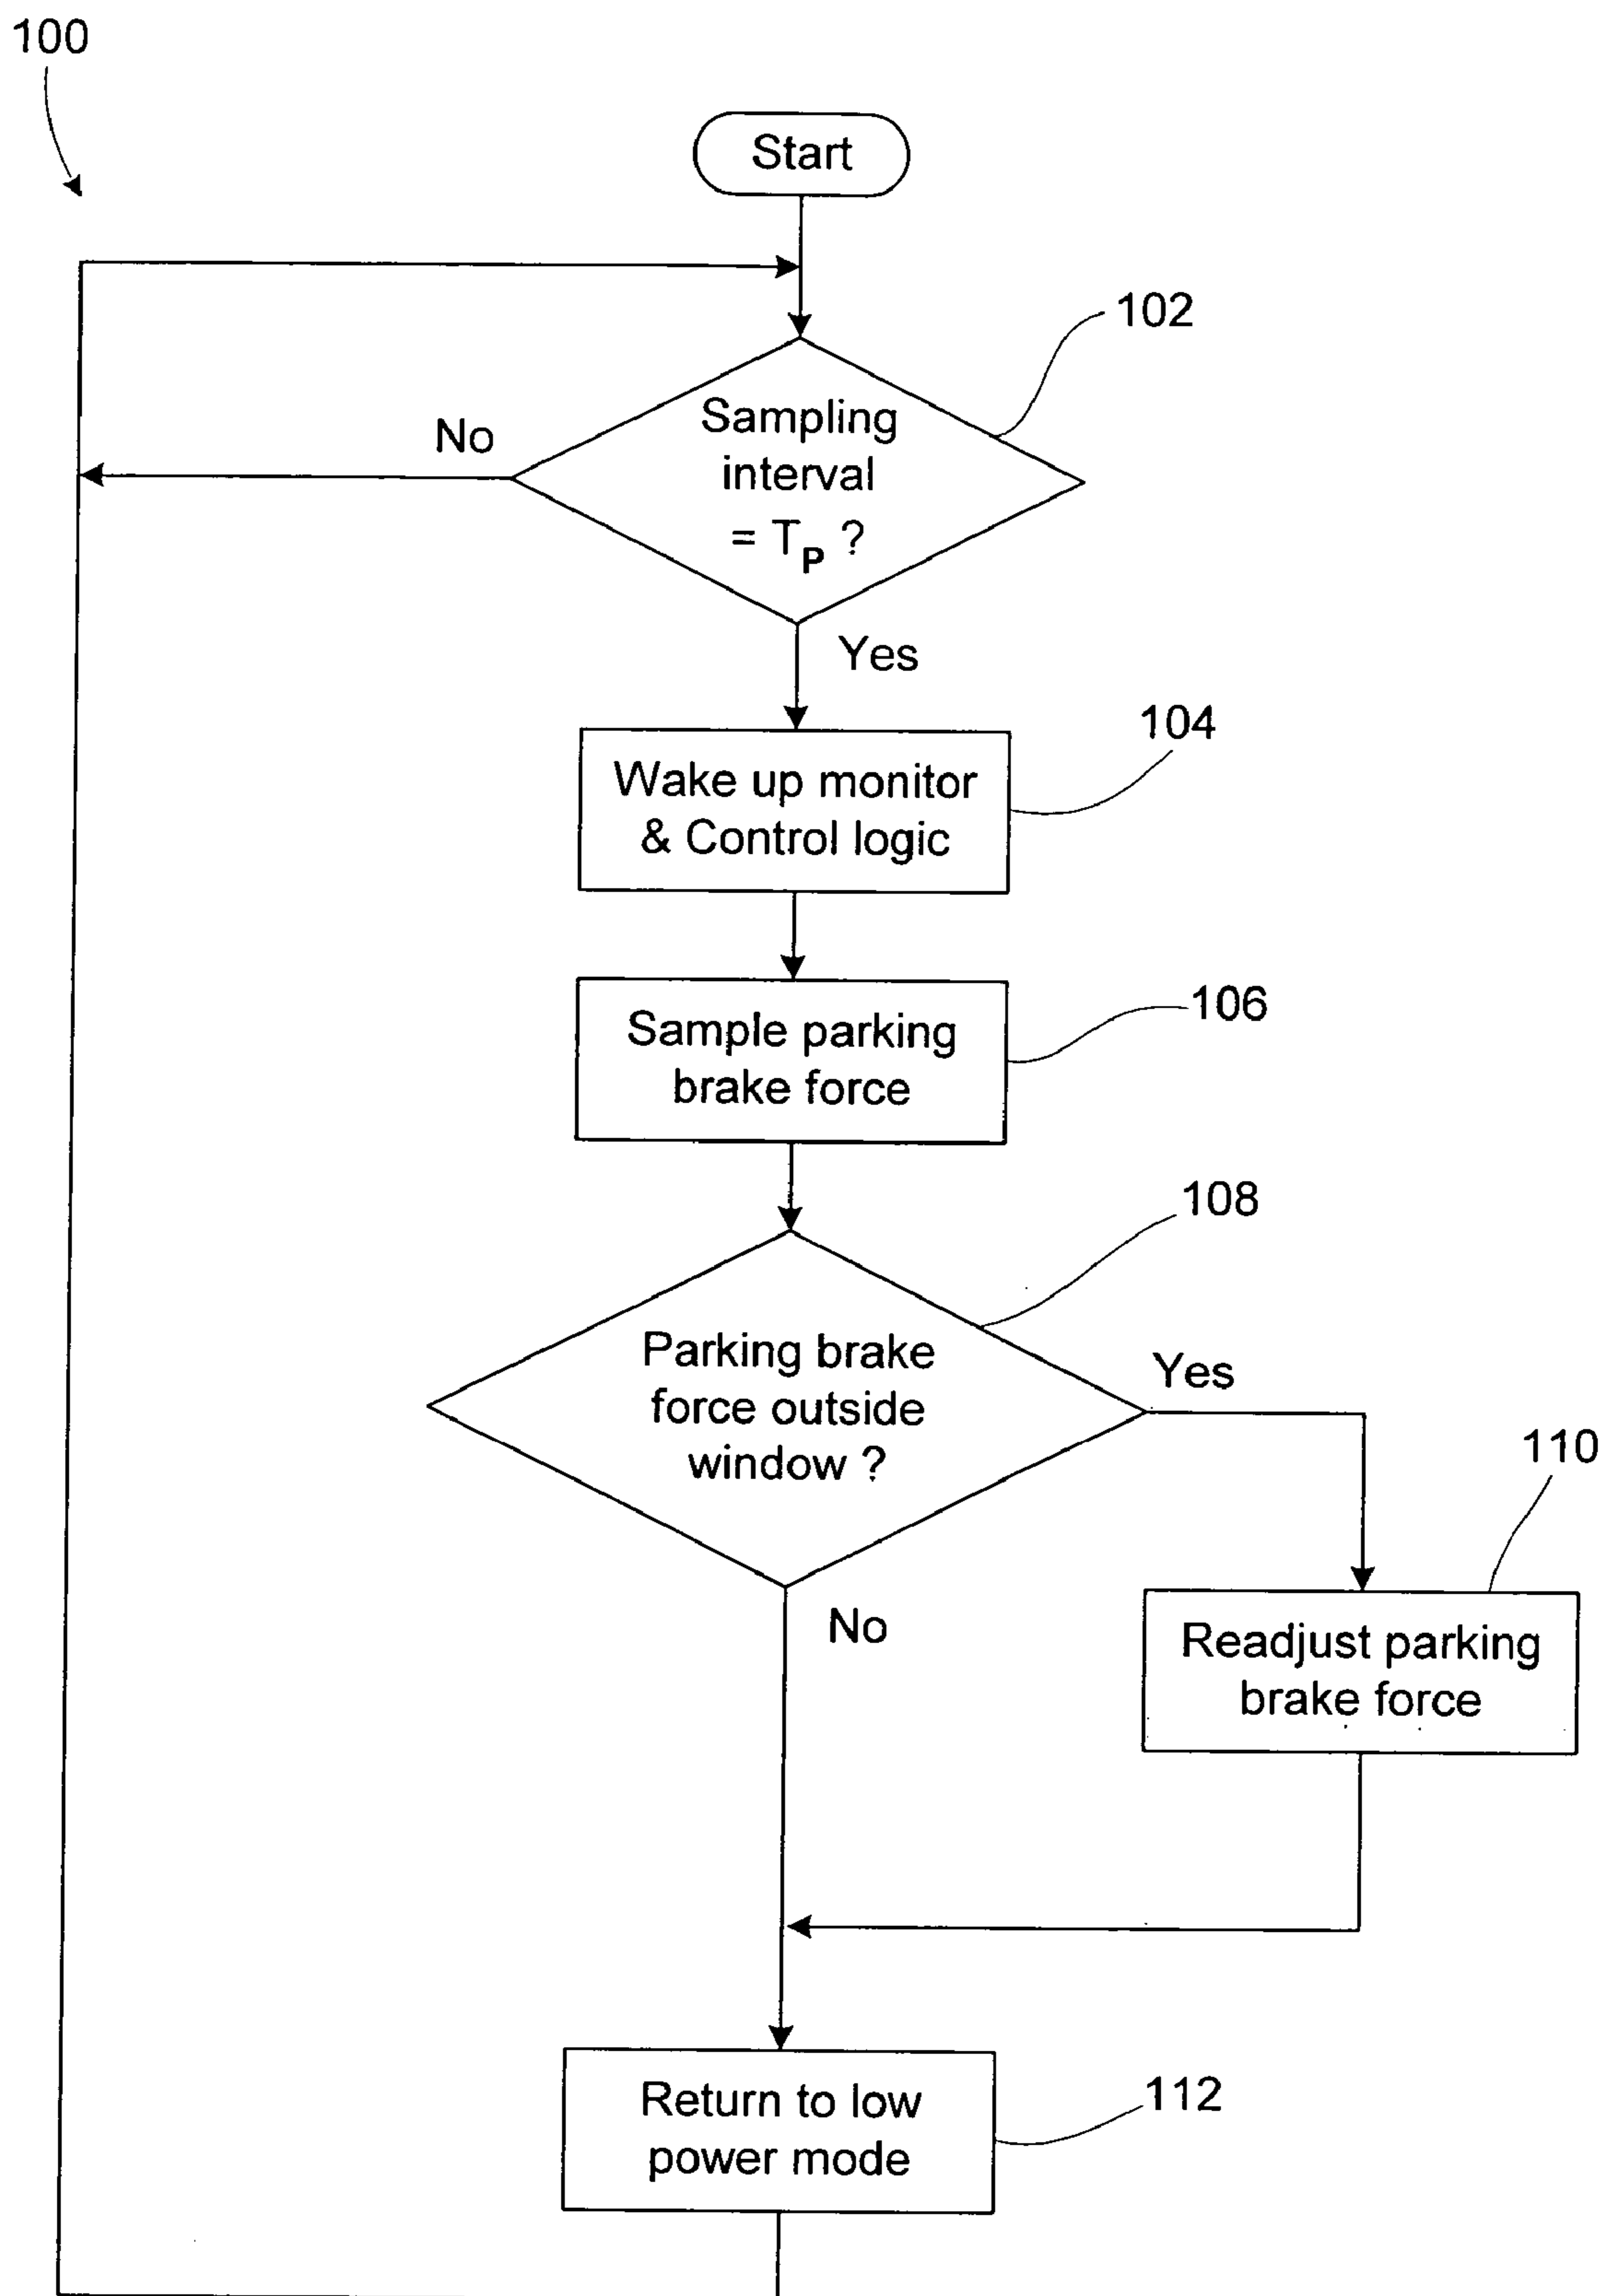 100
Start
102
Sampling
interval
= TP ?
No
Yes
104
Wake up monitor
& Control logic
106
Sample parking
brake force
108
Parking brake
force outside
window ?
Yes
110
No
Readjust parking
brake force
112
Return to low
power mode